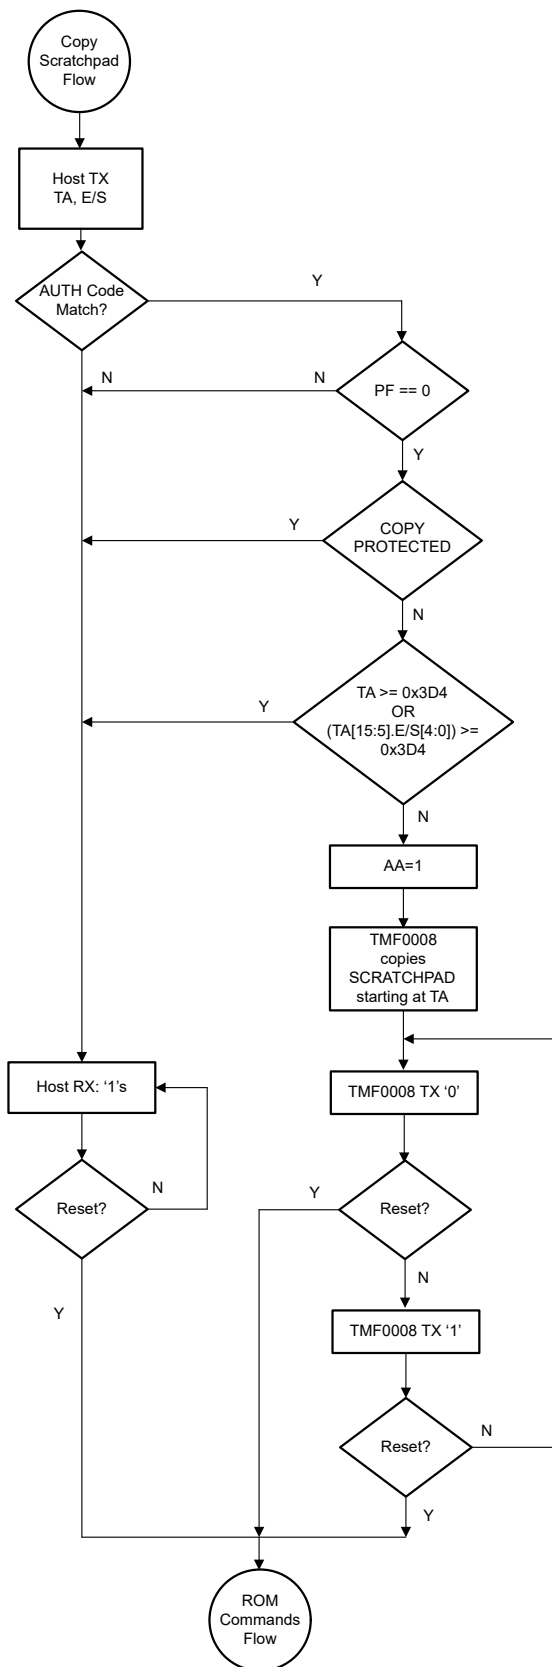 Copy
Scratchpad
Flow
Host TX
TA, E/S
AUTH Code
Match?
Y
N
N
PF == 0
Y
Y
COPY
PROTECTED
N
Y
TA >= 0x3D4
OR
(TA[15:5].E/S[4:0]) >=
0x3D4
N
AA=1
TMF0008
copies
SCRATCHPAD
starting at TA
Host RX: ‘1’s
TMF0008 TX ‘0’
Reset?
N
Y
Reset?
N
Y
TMF0008 TX ‘1’
Reset?
N
Y
ROM
Commands
Flow